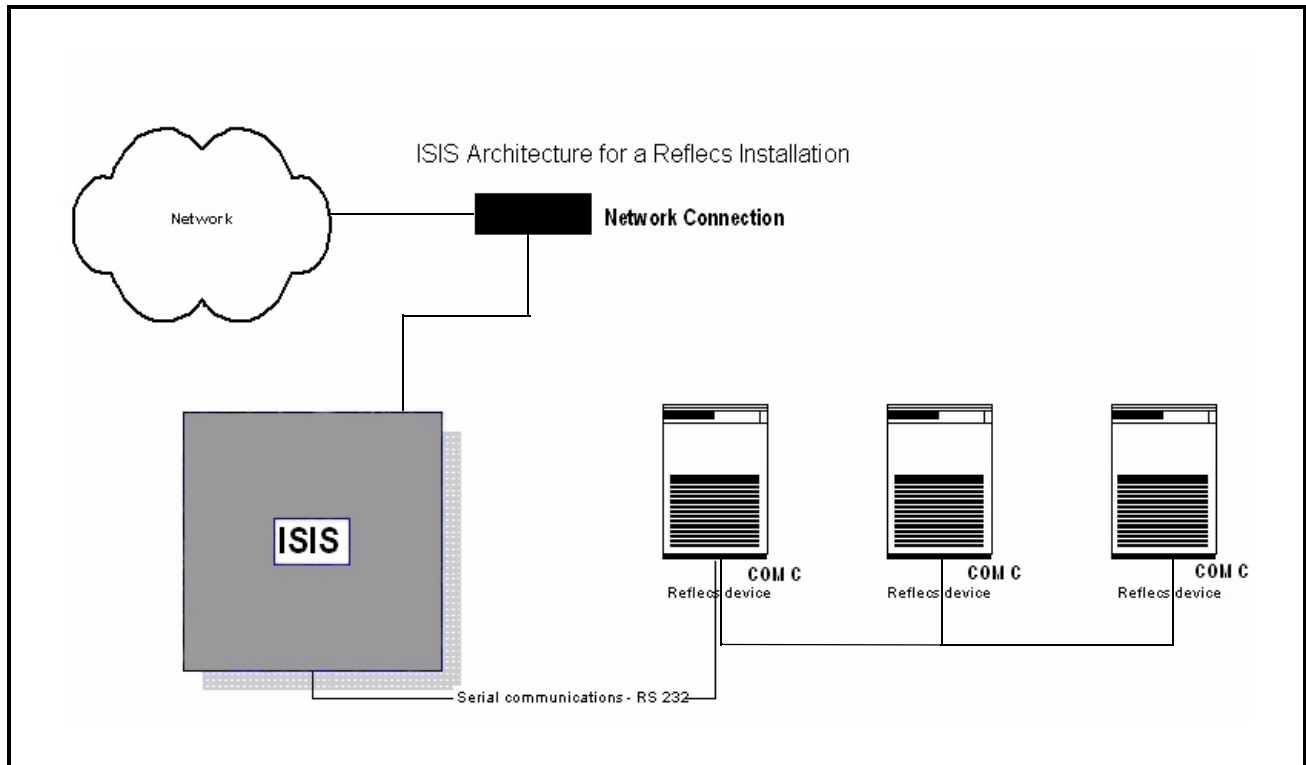 ISIS Architecture for a Reflecs Installation
Network
Network Connection
ISIS
COM C
Reflecs device
COM C
Reflecs device
COM C
Reflecs device
Serial communications - RS 232